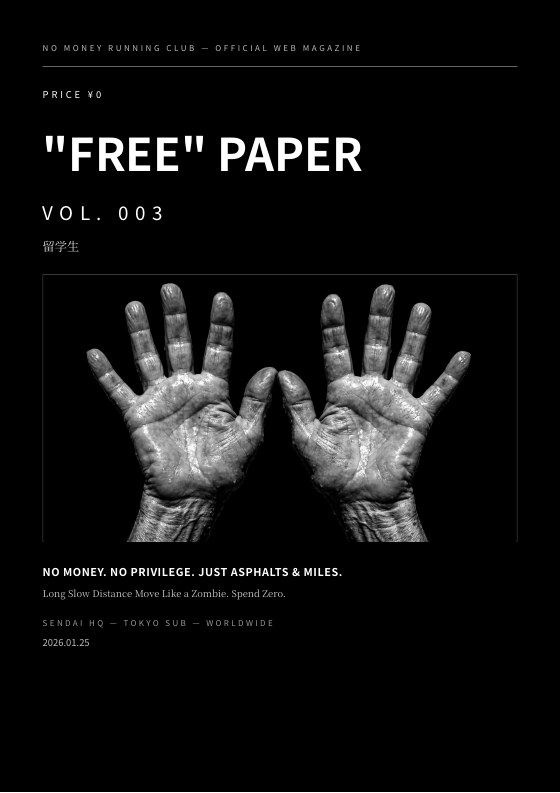 NO MONEY RUNNING CLUB — OFFICIAL WEB MAGAZINE
PRICE ¥0
"FREE" PAPER
VOL. 003
留学生
NO MONEY. NO PRIVILEGE. JUST ASPHALTS & MILES.
Long Slow Distance Move Like a Zombie. Spend Zero.
SENDAI HQ — TOKYO SUB — WORLDWIDE
2026.01.25